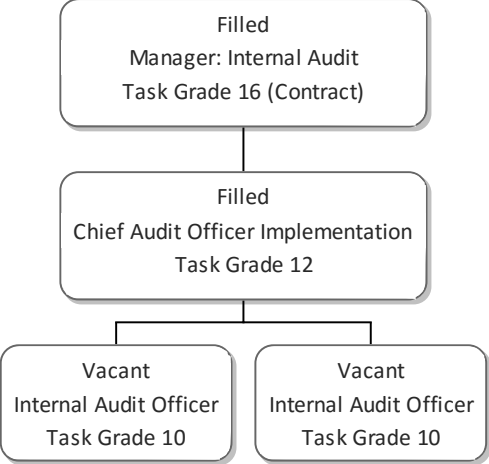 Filled
Manager: Internal Audit
Task Grade 16 (Contract)
Filled
Chief Audit Officer Implementation
Task Grade 12
Vacant
Internal Audit Officer
Task Grade 10
Vacant
Internal Audit Officer
Task Grade 10